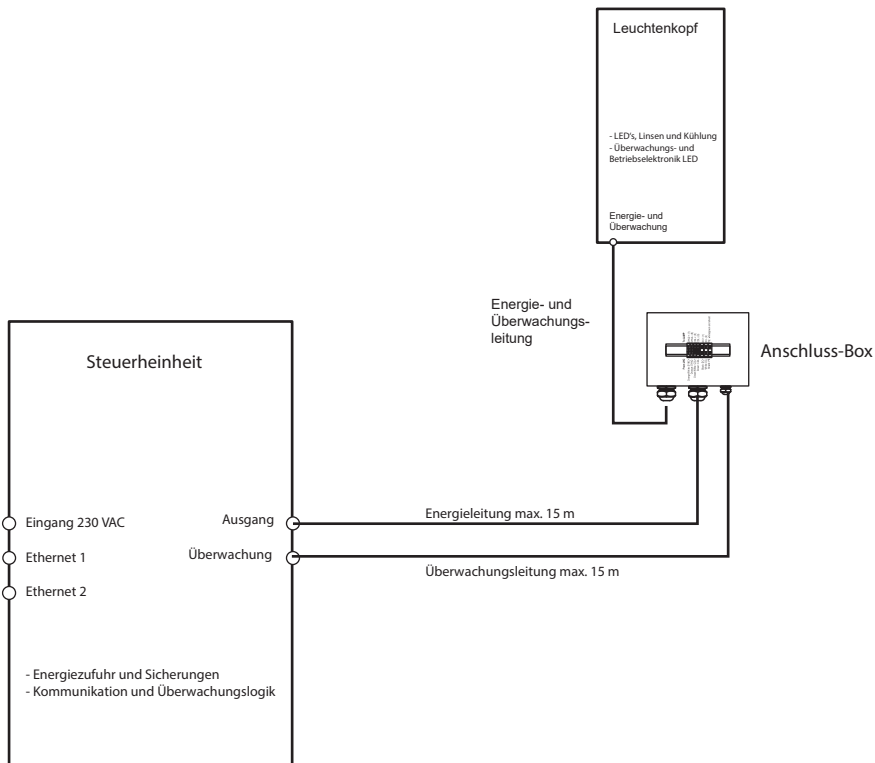 Leuchtenkopf
- LED's, Linsen und Kühlung
- Überwachungs- und
Betriebselektronik LED
Energie- und
Überwachung
Energie- und
Überwachungs-
leitung
Anschluss-Box
Steuerheinheit
Eingang 230 VAC
Ausgang
Ethernet 1
Überwachung
Ethernet 2
Energieleitung max. 15 m
Überwachungsleitung max. 15 m
- Energiezufuhr und Sicherungen
- Kommunikation und Überwachungslogik